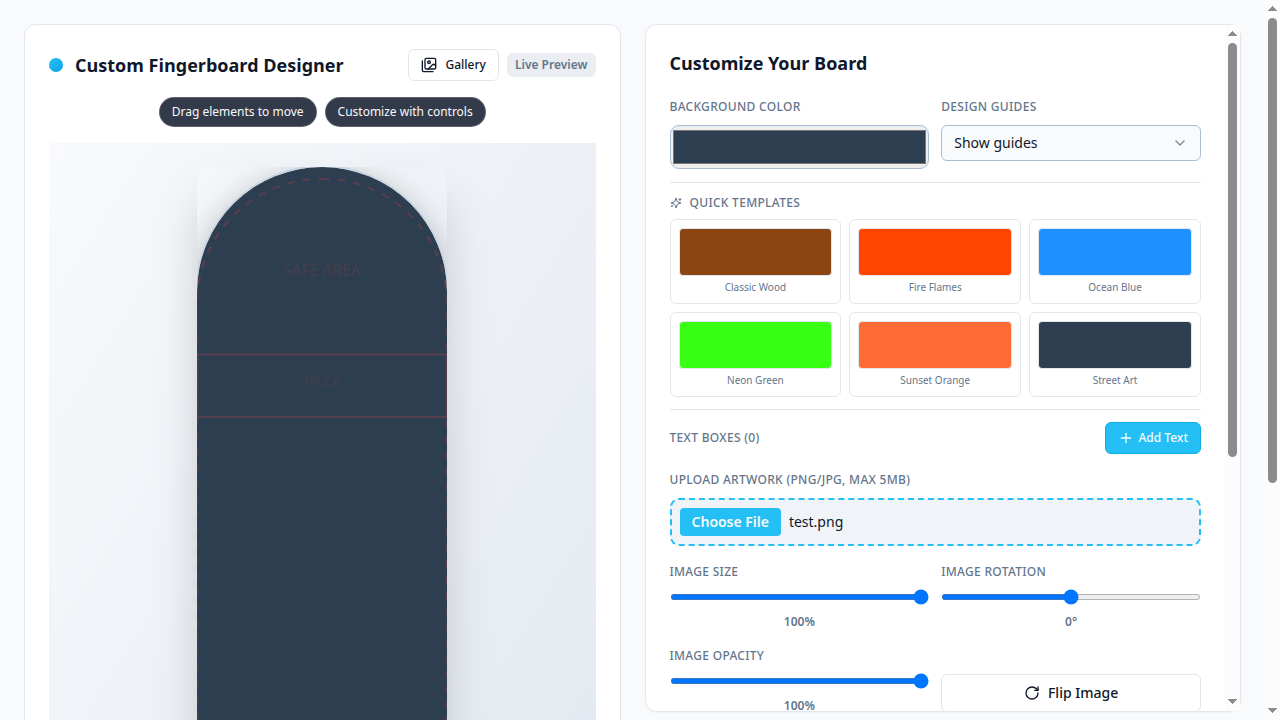 Custom Fingerboard Designer
Gallery
Live Preview
Drag elements to move
Customize with controls
SAFE AREA
TRUCK
Customize Your Board
BACKGROUND COLOR
DESIGN GUIDES
Show guides
QUICK TEMPLATES
Classic Wood
Fire Flames
Ocean Blue
Neon Green
Sunset Orange
Street Art
TEXT BOXES (0)
Add Text
UPLOAD ARTWORK (PNG/JPG, MAX 5MB)
Choose File
test.png
IMAGE SIZE
IMAGE ROTATION
100%
0°
IMAGE OPACITY
100%
Flip Image